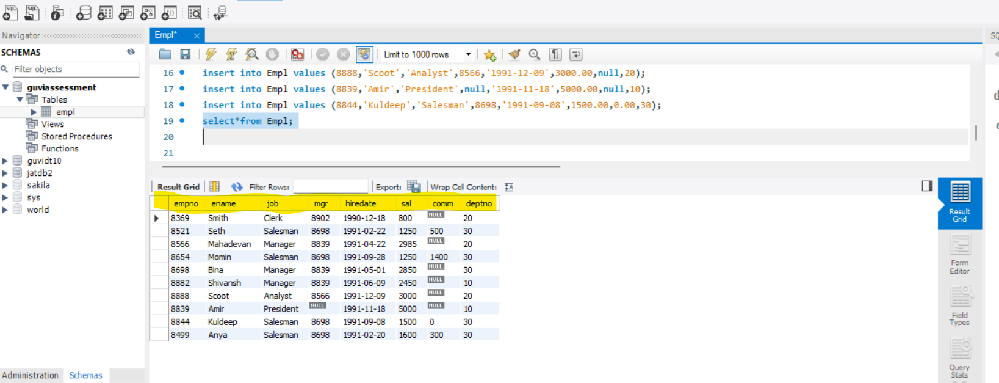 SQL SQL
Navigator
SCHEMAS
Filter objects
guviassessment
Tables
empl
Views
Stored Procedures
Functions
guvidt10
jatdb2
sakila
sys
world
Administration Schemas
Empl*
Limit to 1000 rows
16 insert into Empl values (8888,'Scoot','Analyst',8566,'1991-12-09',3000.00,null,20);
17 insert into Empl values (8839,'Amir','President',null,'1991-11-18',5000.00,null,10);
18 insert into Empl values (8844,'Kuldeep','Salesman',8698,'1991-09-08',1500.00,0.00,30);
19 select*from Empl;
20
21
Result Grid Filter Rows: Export: Wrap Cell Content: IA
empno ename job mgr hiredate sal comm deptno
8369 Smith Clerk 8902 1990-12-18 800 NULL 20
8521 Seth Salesman 8698 1991-02-22 1250 500 30
8566 Mahadevan Manager 8839 1991-04-22 2985 NULL 20
8654 Momin Salesman 8698 1991-09-28 1250 1400 30
8698 Bina Manager 8839 1991-05-01 2850 NULL 30
8882 Shivansh Manager 8839 1991-06-09 2450 NULL 10
8888 Scoot Analyst 8566 1991-12-09 3000 NULL 20
8839 Amir President NULL 1991-11-18 5000 NULL 10
8844 Kuldeep Salesman 8698 1991-09-08 1500 0 30
8499 Anya Salesman 8698 1991-02-20 1600 300 30
Result
Grid
Form
Editor
Field
Types
Query
Stats